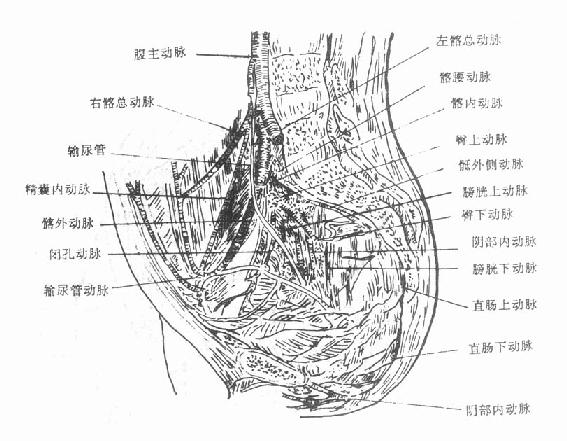 腹主动脉
右髂总动脉
输尿管
精囊内动脉
髂外动脉
闭孔动脉
输尿管动脉
左髂总动脉
髂腰动脉
髂内动脉
臀上动脉
骶外侧动脉
膀胱上动脉
臀下动脉
阴部内动脉
膀胱下动脉
直肠上动脉
直肠下动脉
阴部内动脉